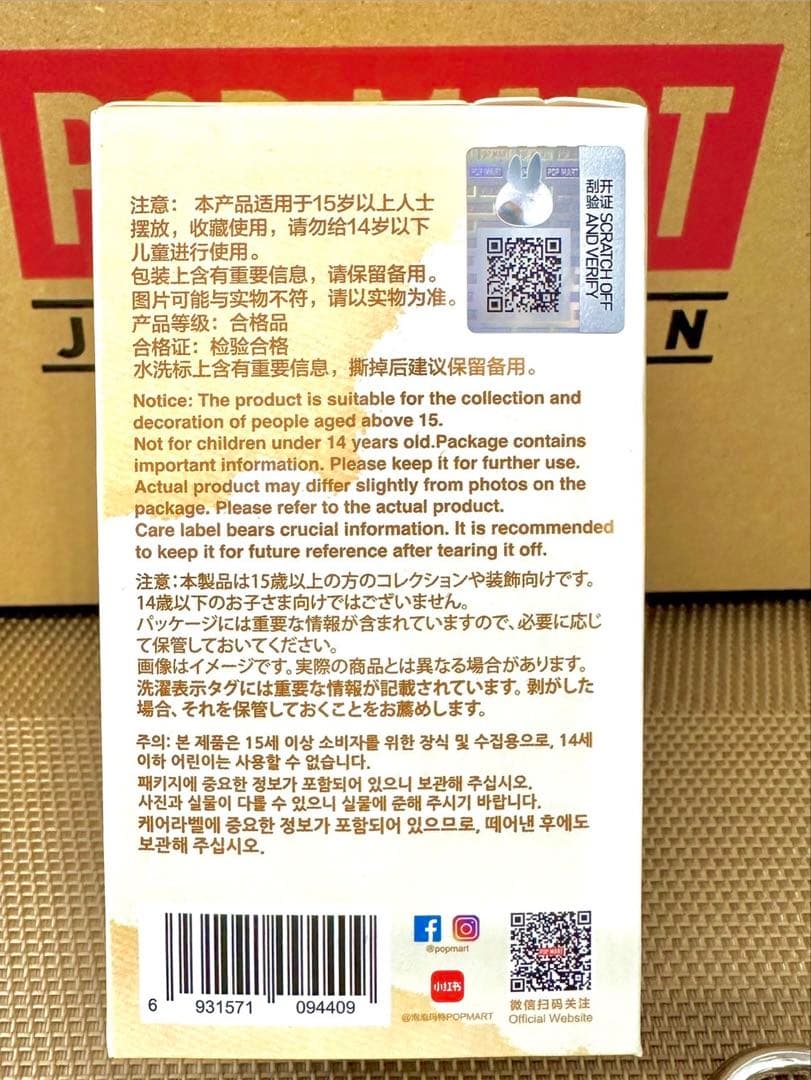 POP MART
J
N
POP MART
POP MART
开证 SCRATCH OFF
刮验 AND VERIFY
注意： 本产品适用于15岁以上人士
摆放，收藏使用，请勿给14岁以下
儿童进行使用。
包装上含有重要信息，请保留备用。
图片可能与实物不符，请以实物为准。
产品等级：合格品
合格证：检验合格
水洗标上含有重要信息，撕掉后建议保留备用。
Notice: The product is suitable for the collection and
decoration of people aged above 15.
Not for children under 14 years old.Package contains
important information. Please keep it for further use.
Actual product may differ slightly from photos on the
package. Please refer to the actual product.
Care label bears crucial information. It is recommended
to keep it for future reference after tearing it off.
注意：本製品は15歳以上の方のコレクションや装飾向けです。
14歳以下のお子さま向けではございません。
パッケージには重要な情報が含まれていますので、必要に応じ
て保管しておいてください。
画像はイメージです。実際の商品とは異なる場合があります。
洗濯表示タグには重要な情報が記載されています。剝がした
場合、それを保管しておくことをお薦めします。
주의: 본 제품은 15세 이상 소비자를 위한 장식 및 수집용으로, 14세
이하 어린이는 사용할 수 없습니다.
패키지에 중요한 정보가 포함되어 있으니 보관해 주십시오.
사진과 실물이 다를 수 있으니 실물에 준해 주시기 바랍니다.
케어라벨에 중요한 정보가 포함되어 있으므로, 떼어낸 후에도
보관해 주십시오.
6 931571 094409
@popmart
小红书
@泡泡玛特POPMART
POP MART
微信扫码关注
Official Website